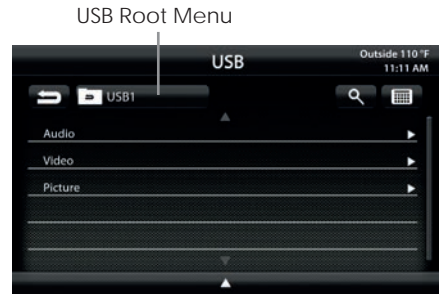 USB Root Menu
USB
Outside 110 °F
11:11 AM
USB1
Audio
Video
Picture